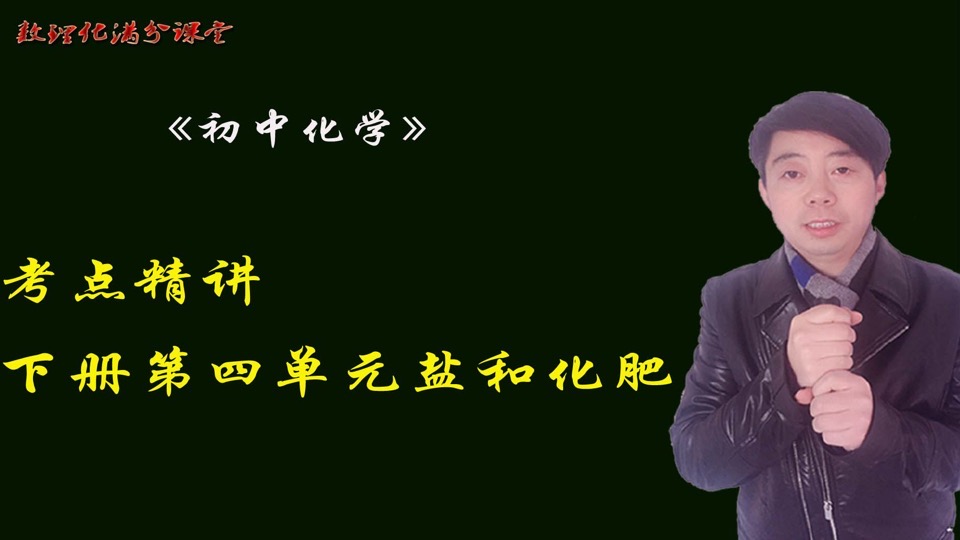 数理化满分课堂
《初中化学》
考点精讲
下册第四单元盐和化肥